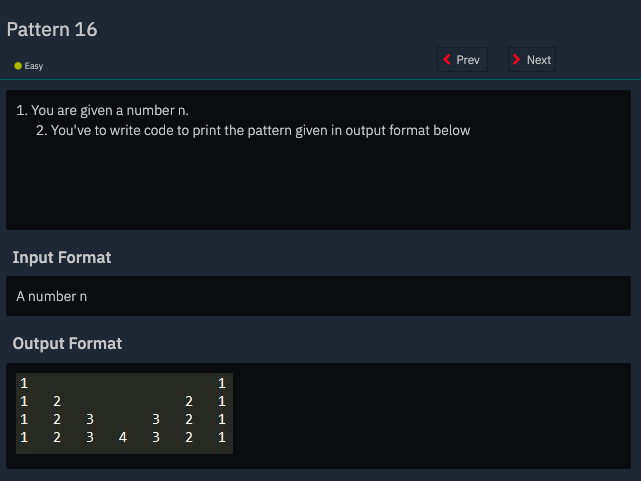 Pattern 16
Easy
Prev
Next
1. You are given a number n.
2. You've to write code to print the pattern given in output format below
Input Format
A number n
Output Format
1 1
1 2 2 1
1 2 3 3 2 1
1 2 3 4 3 2 1